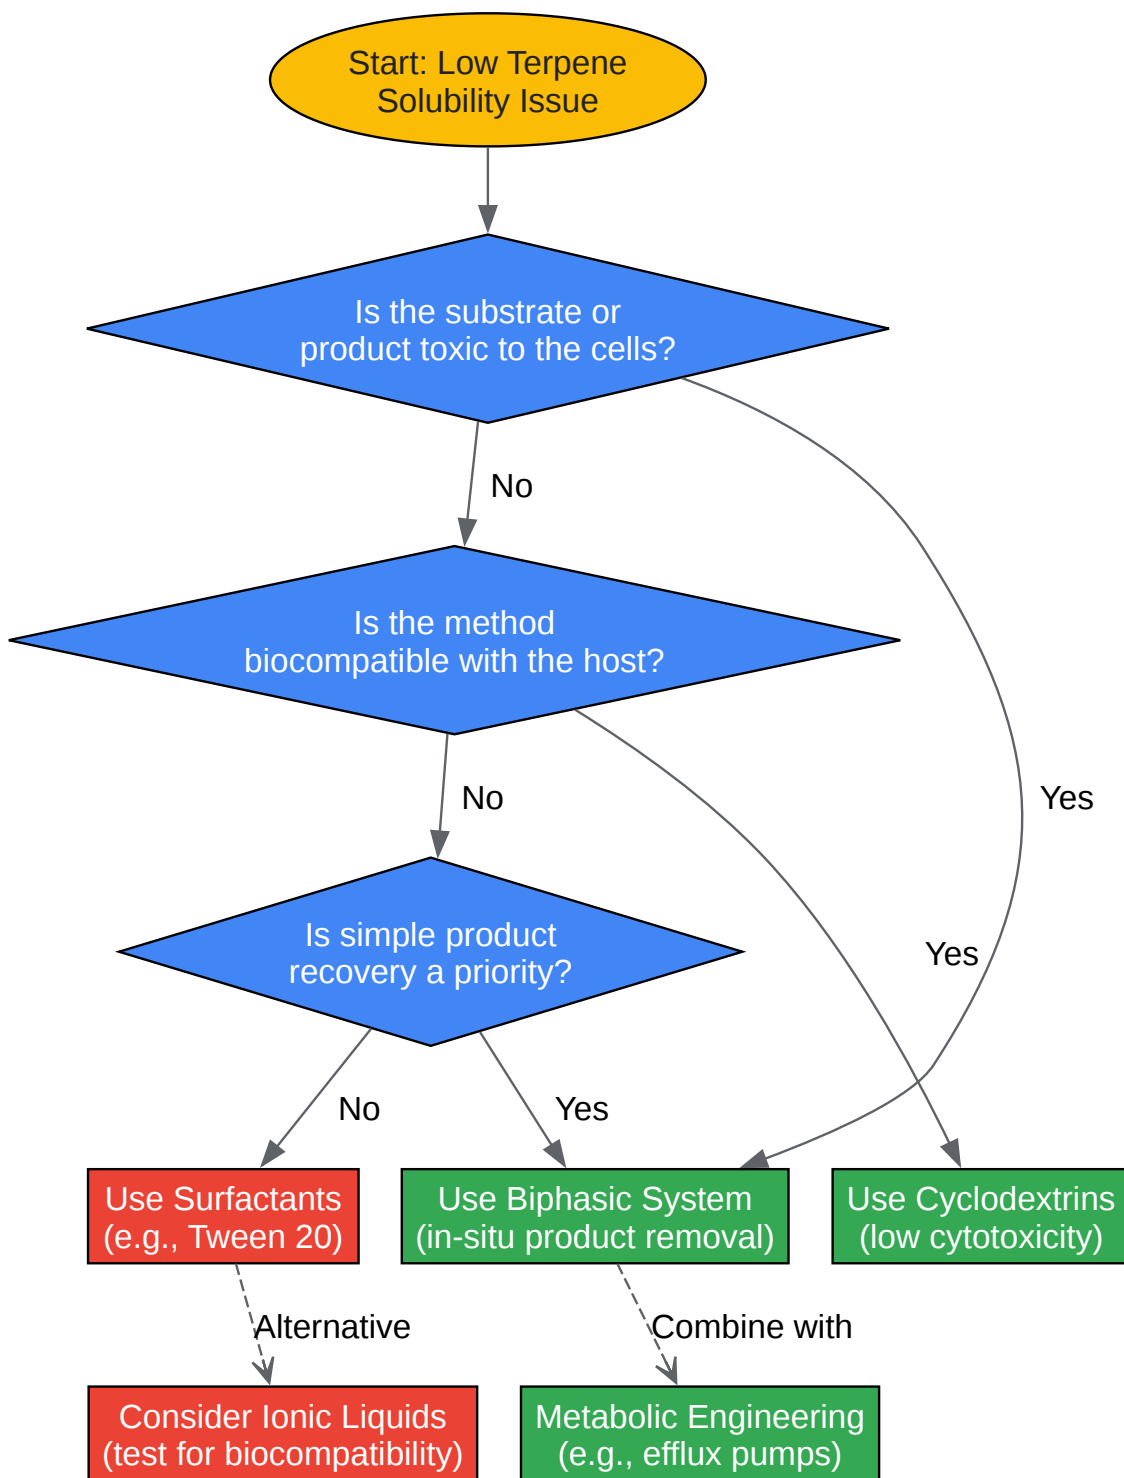 Start: Low Terpene
Solubility Issue
Is the substrate or
product toxic to the cells?
No
Is the method
biocompatible with the host?
No
Yes
Is simple product
recovery a priority?
Yes
No
Yes
Use Surfactants
(e.g., Tween 20)
Use Biphasic System
(in-situ product removal)
Use Cyclodextrins
(low cytotoxicity)
Alternative
Combine with
Consider Ionic Liquids
(test for biocompatibility)
Metabolic Engineering
(e.g., efflux pumps)